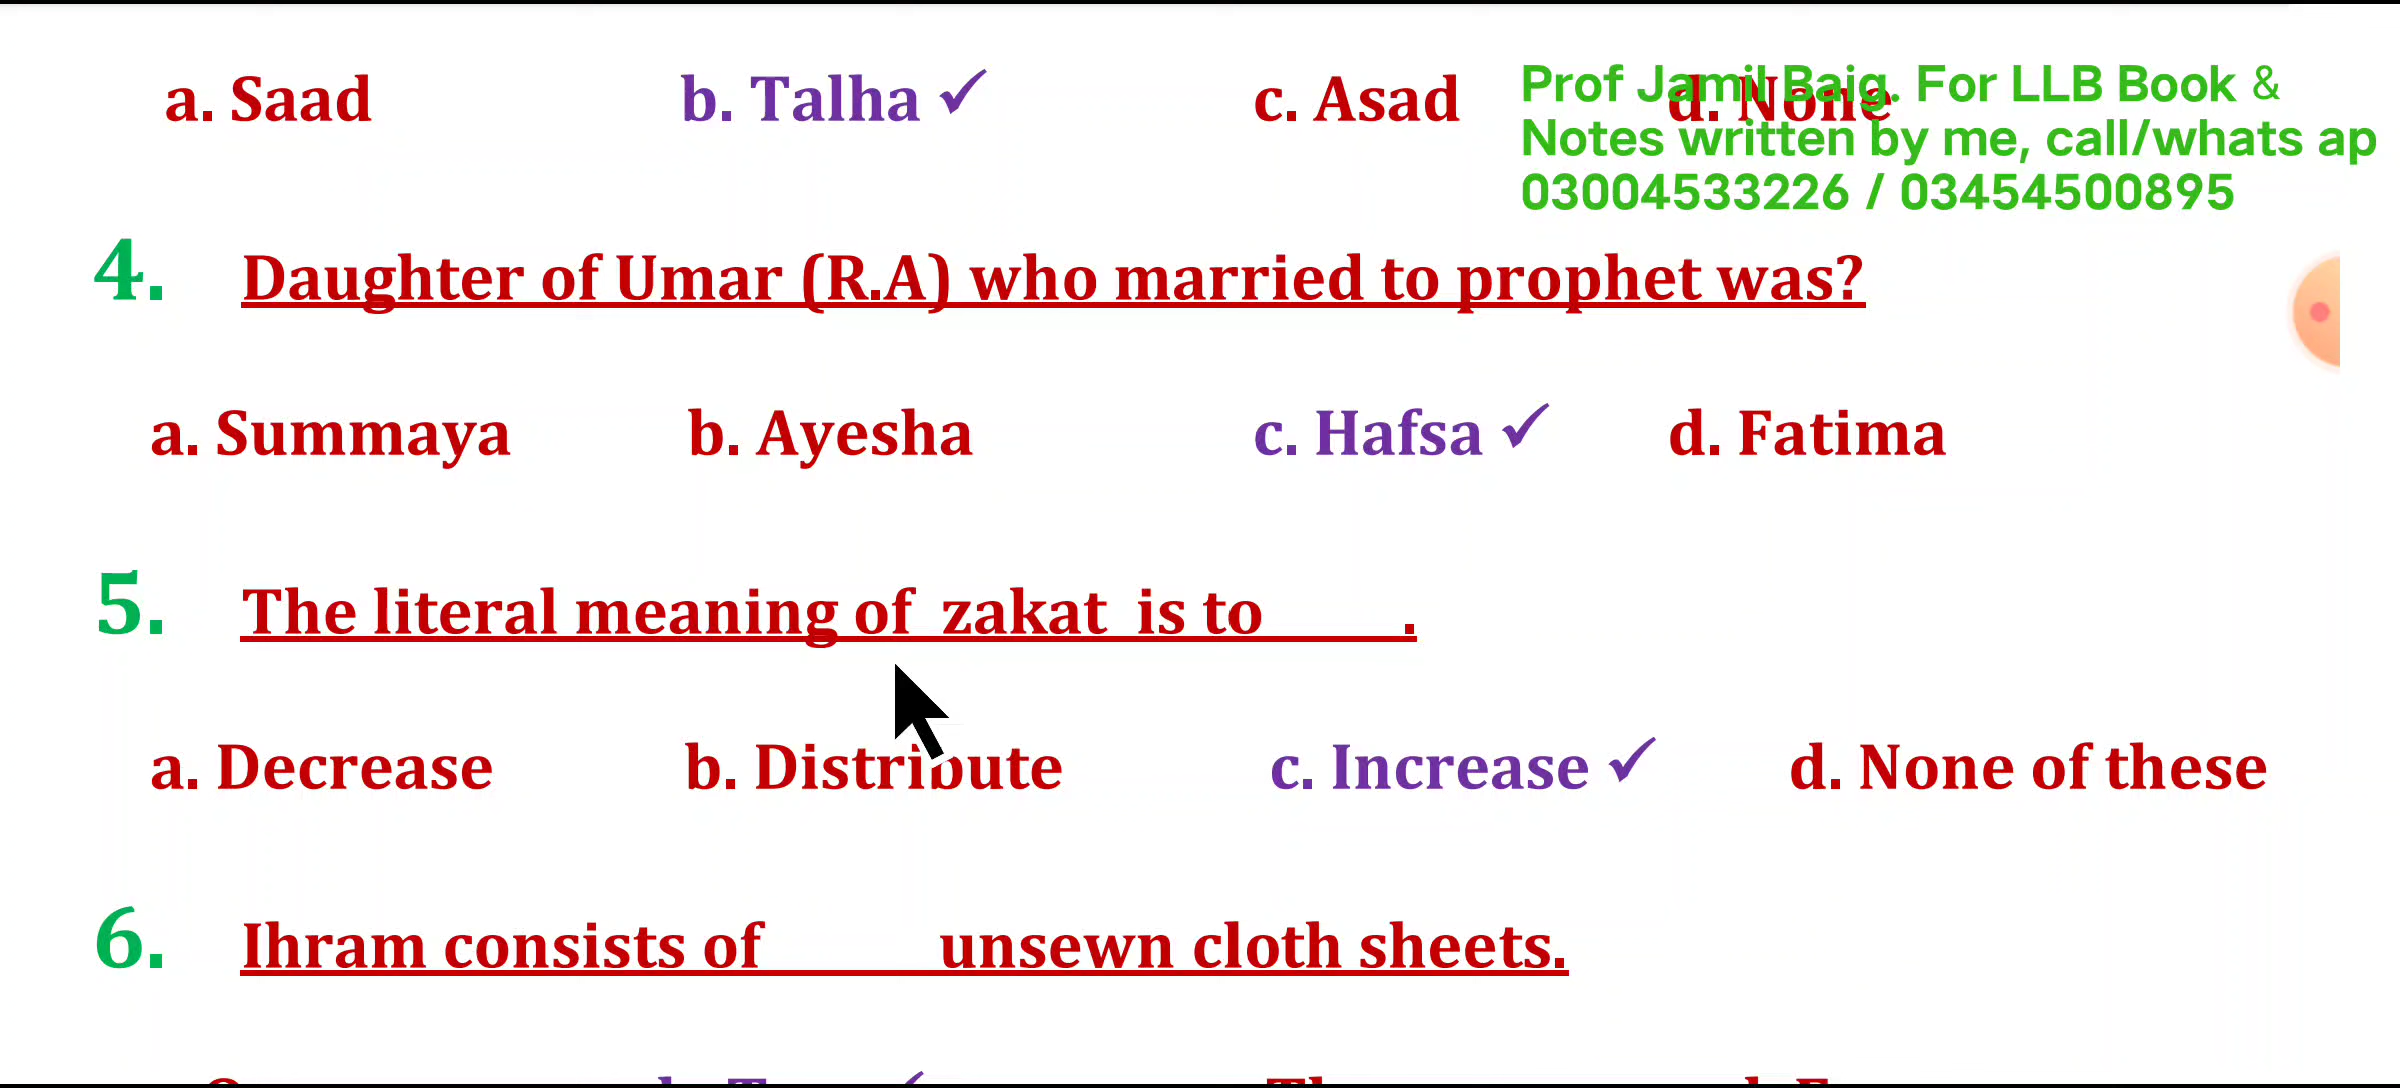 a. Saad b. Talha ✓ c. Asad d. None
Prof Jamil Baig. For LLB Book &
Notes written by me, call/whats ap
03004533226 / 03454500895
4. Daughter of Umar (R.A) who married to prophet was?
a. Summaya b. Ayesha c. Hafsa ✓ d. Fatima
5. The literal meaning of zakat is to .
a. Decrease b. Distribute c. Increase ✓ d. None of these
6. Ihram consists of unsewn cloth sheets.